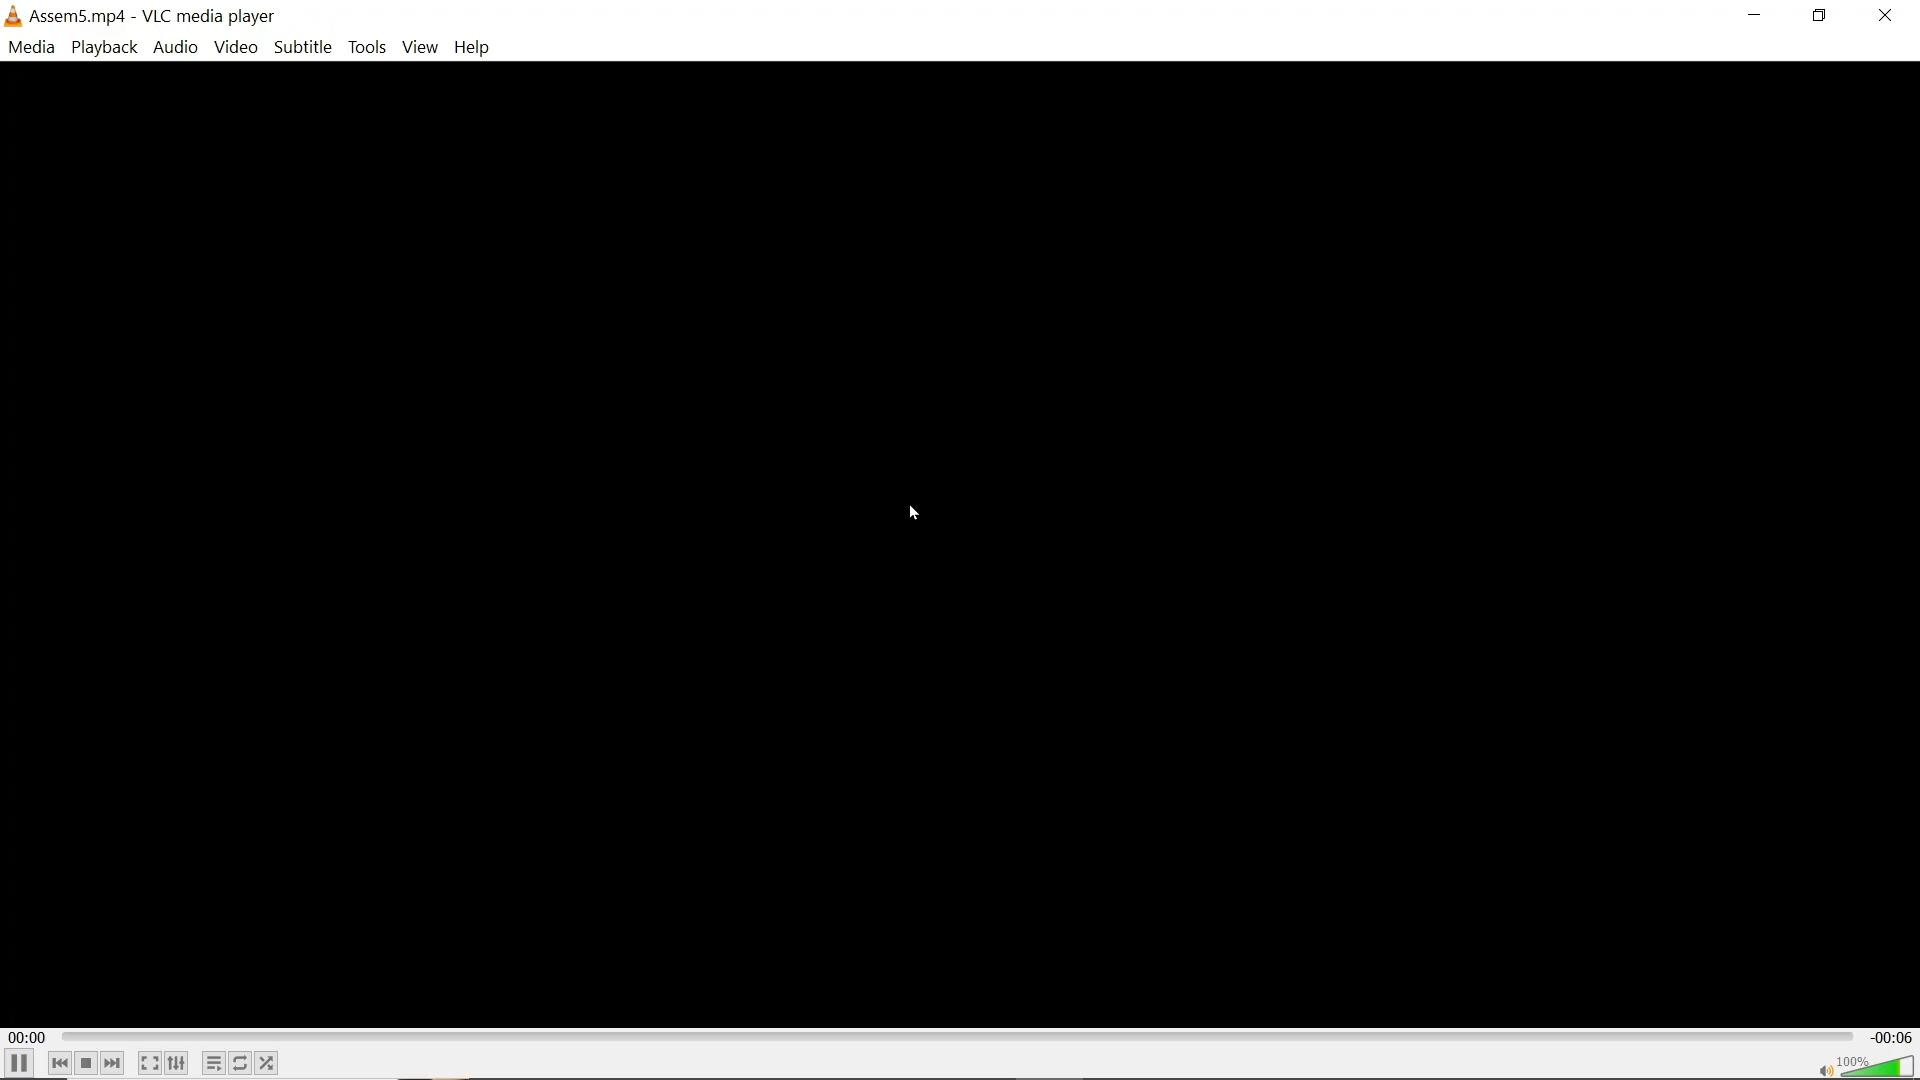 Assem5.mp4 - VLC media player
Media Playback Audio Video Subtitle Tools View Help
00:00 -00:06
100%